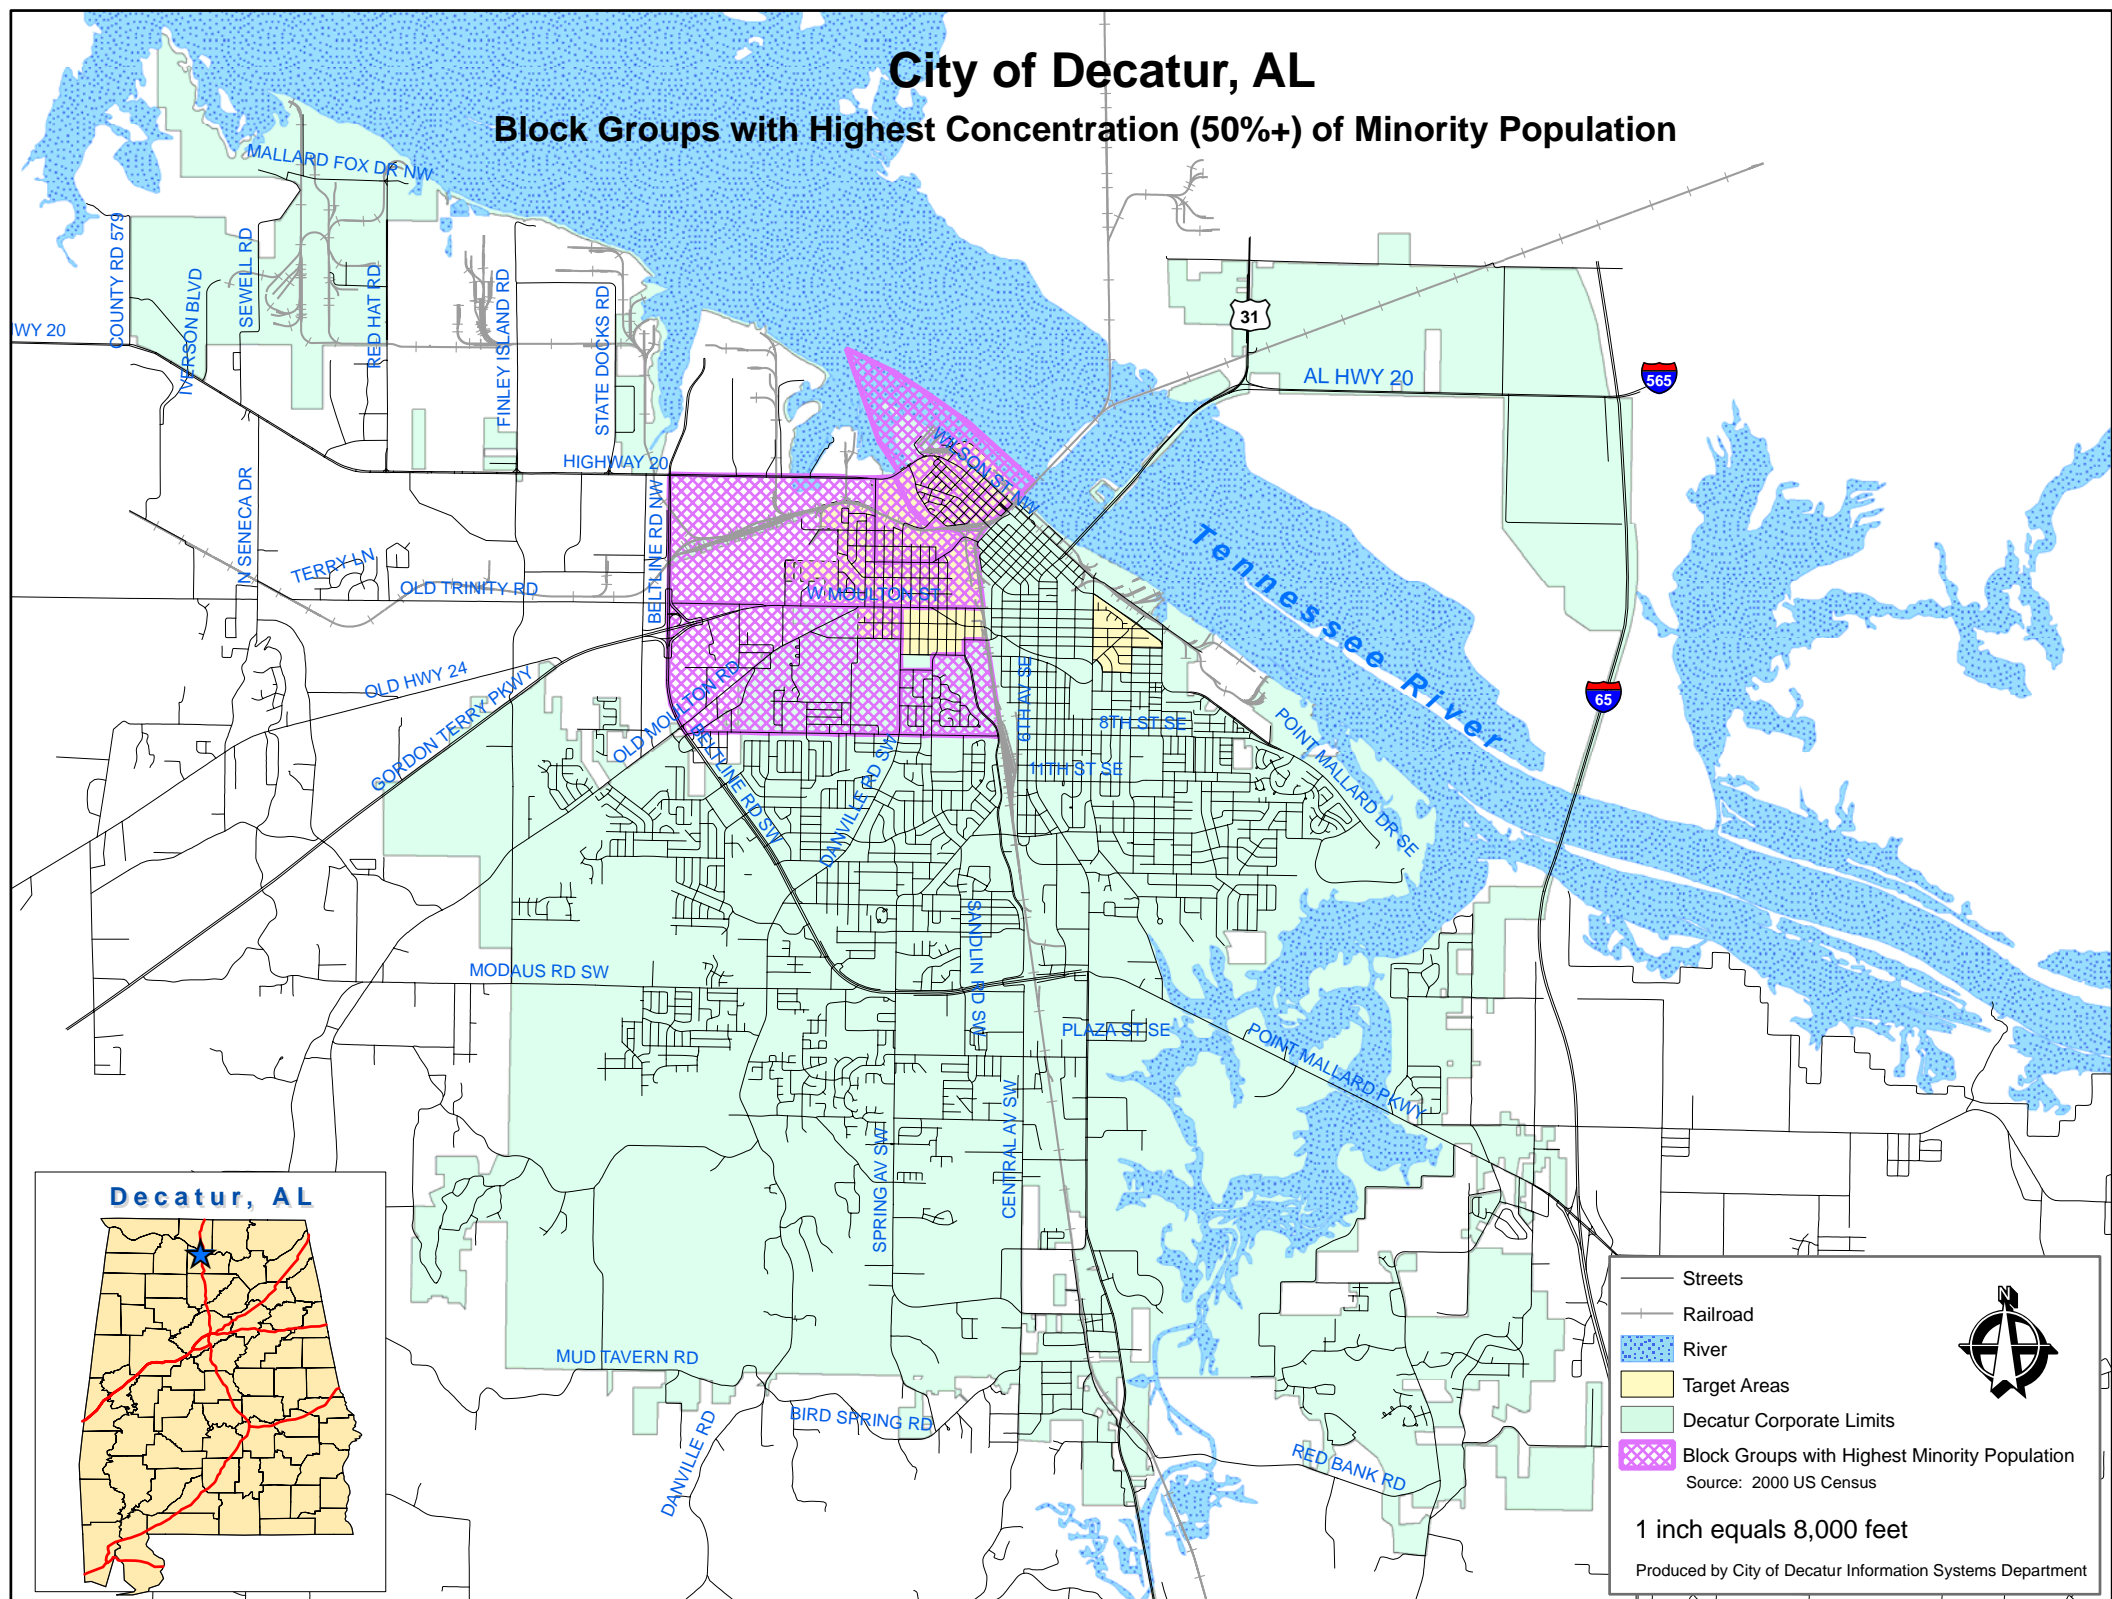 City of Decatur, AL
Block Groups with Highest Concentration (50%+) of Minority Population
MALLARD FOX DR NW
COUNTY RD 579
IVERSON BLVD
SEWELL RD
RED HAT RD
FINLEY ISLAND RD
STATE DOCKS RD
31
WY 20
AL HWY 20
565
HIGHWAY 20
WILSON ST NW
N SENECA DR
BELTLINE RD NW
TERRY LN
OLD TRINITY RD
W MOULTON ST
Tennessee River
OLD HWY 24
GORDON TERRY PKWY
OLD MOULTON RD
6TH AV SE
65
8TH ST SE
POINT MALLARD DR SE
BELTLINE RD SW
DANVILLE RD SW
11TH ST SE
SANDLIN RD SW
MODAUS RD SW
PLAZA ST SE
POINT MALLARD PKWY
SPRING AV SW
CENTRAL AV SW
MUD TAVERN RD
BIRD SPRING RD
DANVILLE RD
RED BANK RD
Decatur, AL
Streets
Railroad
River
Target Areas
Decatur Corporate Limits
Block Groups with Highest Minority Population
Source: 2000 US Census
N
1 inch equals 8,000 feet
Produced by City of Decatur Information Systems Department